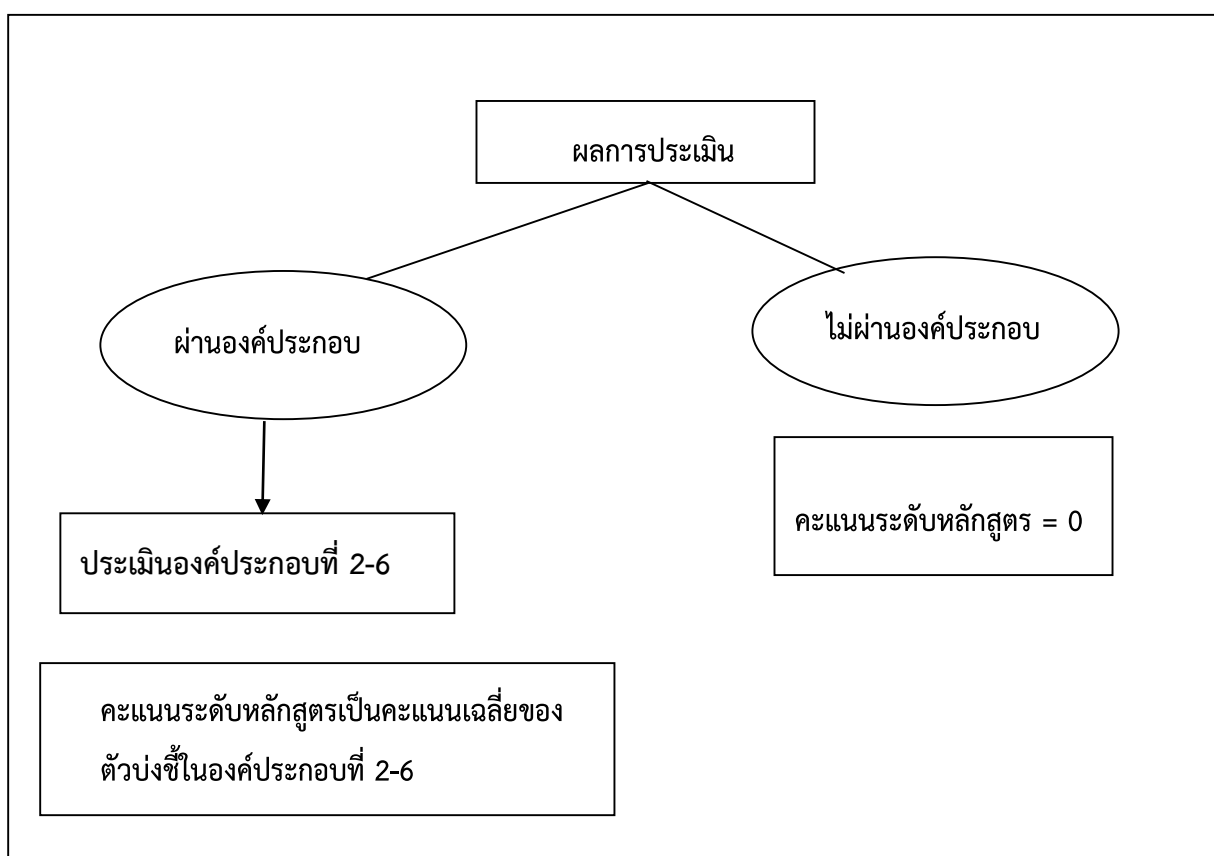 ผลการประเมิน
ผ่านองค์ประกอบ
ไม่ผ่านองค์ประกอบ
คะแนนระดับหลักสูตร = 0
ประเมินองค์ประกอบที่ 2-6
คะแนนระดับหลักสูตรเป็นคะแนนเฉลี่ยของ
ตัวบ่งชี้ในองค์ประกอบที่ 2-6